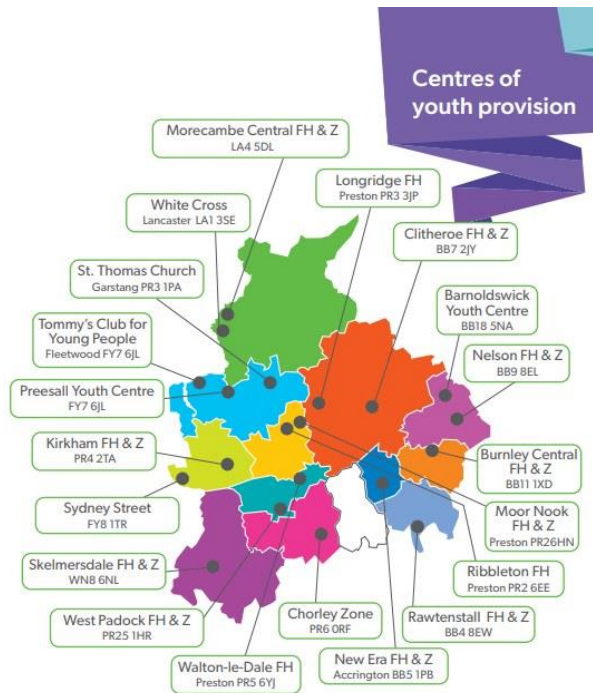 Centres of
youth provision
Morecambe Central FH & Z
LA4 5DL
Longridge FH
Preston PR3 3JP
White Cross
Lancaster LA1 3SE
Clitheroe FH & Z
BB7 2JY
St. Thomas Church
Garstang PR3 1PA
Barnoldswick
Youth Centre
BB18 5NA
Tommy's Club for
Young People
Fleetwood FY7 6JL
Nelson FH & Z
BB9 8EL
Preesall Youth Centre
FY7 6JL
Kirkham FH & Z
PR4 2TA
Burnley Central
FH & Z
BB11 1XD
Sydney Street
FY8 1TR
Moor Nook
FH & Z
Preston PR26HN
Skelmersdale FH & Z
WN8 6NL
Ribbleton FH
Preston PR2 6EE
West Padock FH & Z
PR25 1HR
Chorley Zone
PR6 0RF
Rawtenstall FH & Z
BB4 8EW
Walton-le-Dale FH
Preston PR5 6YJ
New Era FH & Z
Accrington BB5 1PB